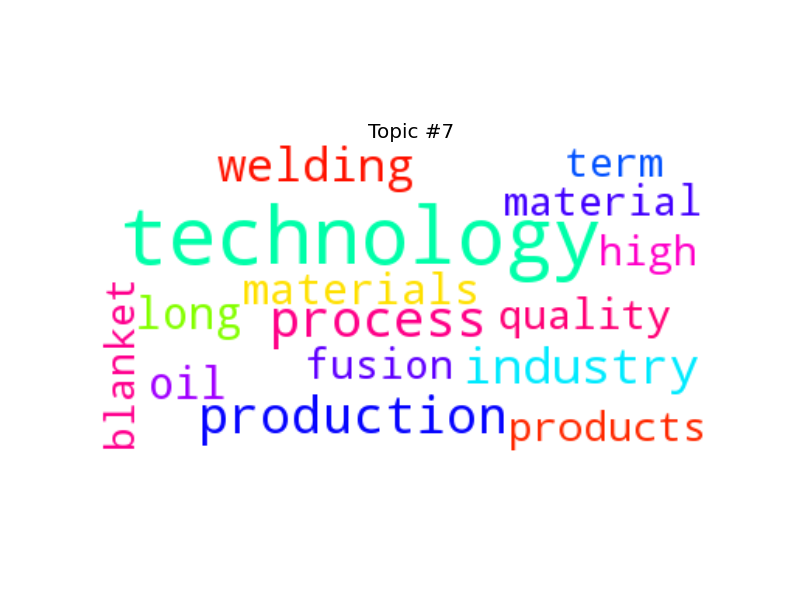 Topic #7
welding
term
material
technology
high
materials
long
process
quality
blanket
fusion
industry
oil
production
products